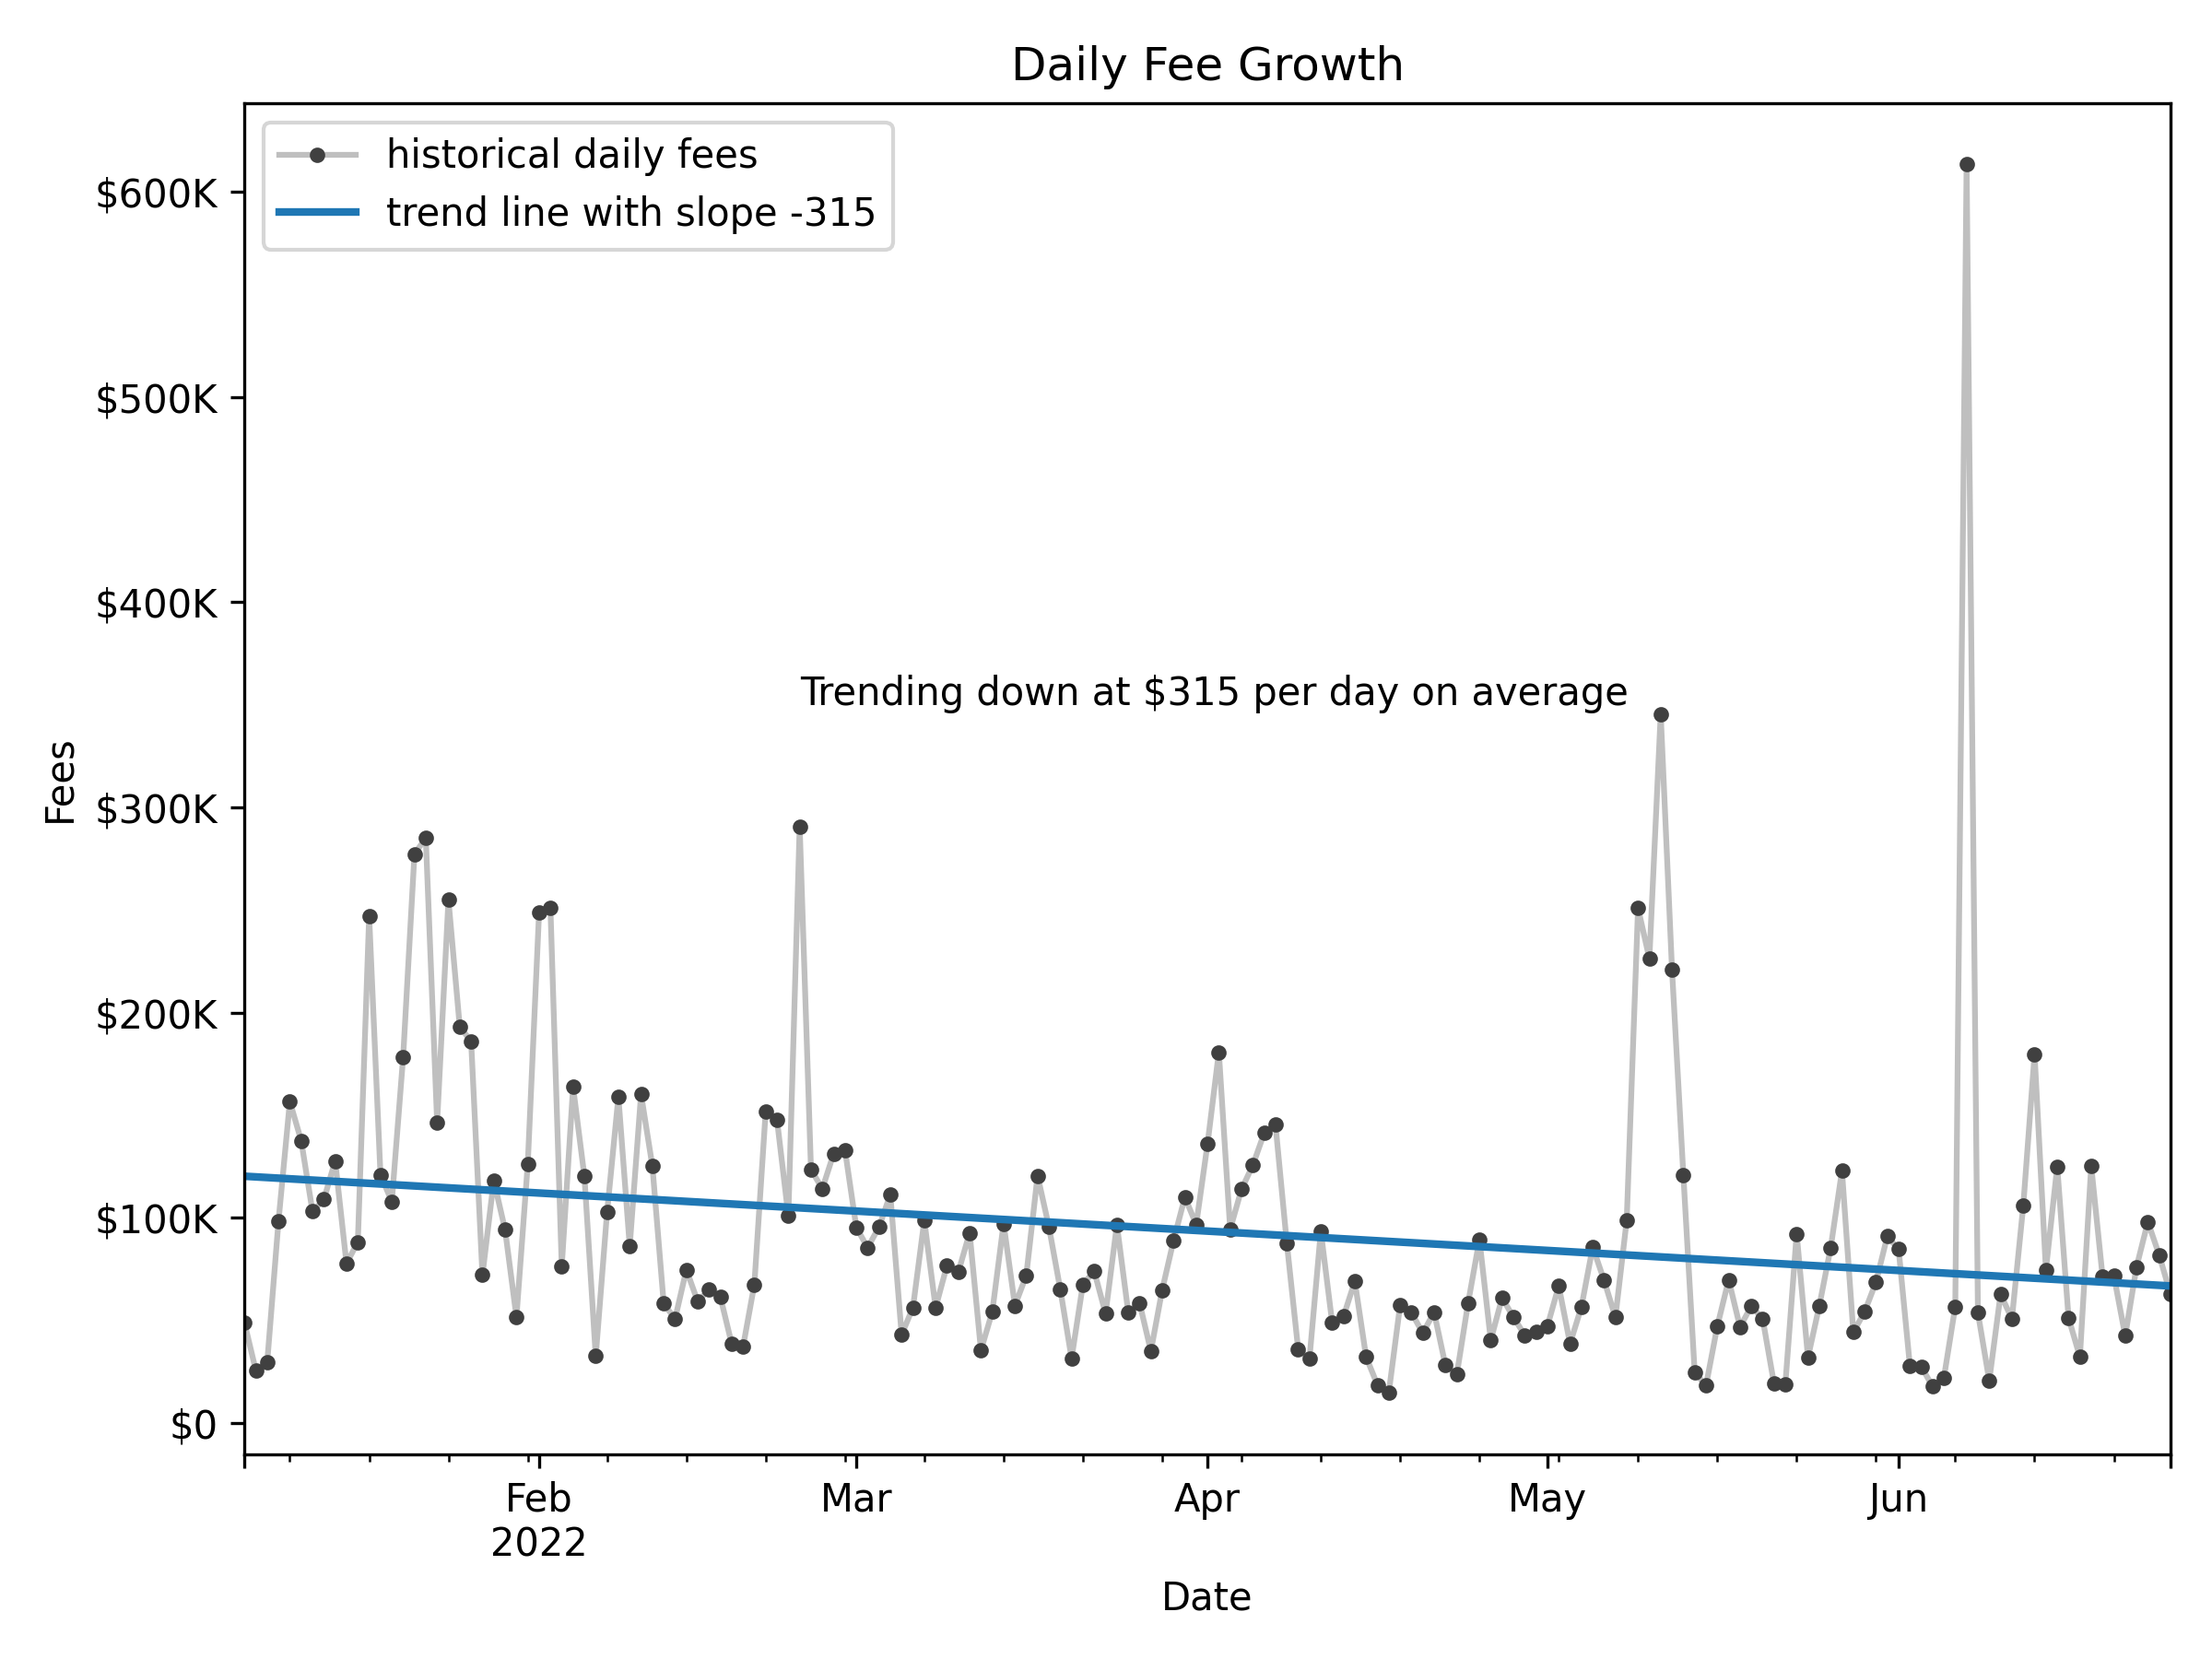 Daily Fee Growth
historical daily fees
trend line with slope -315
$600K
$500K
$400K
Trending down at $315 per day on average
Fees
$300K
$200K
$100K
$0
Feb Mar Apr May Jun
2022
Date